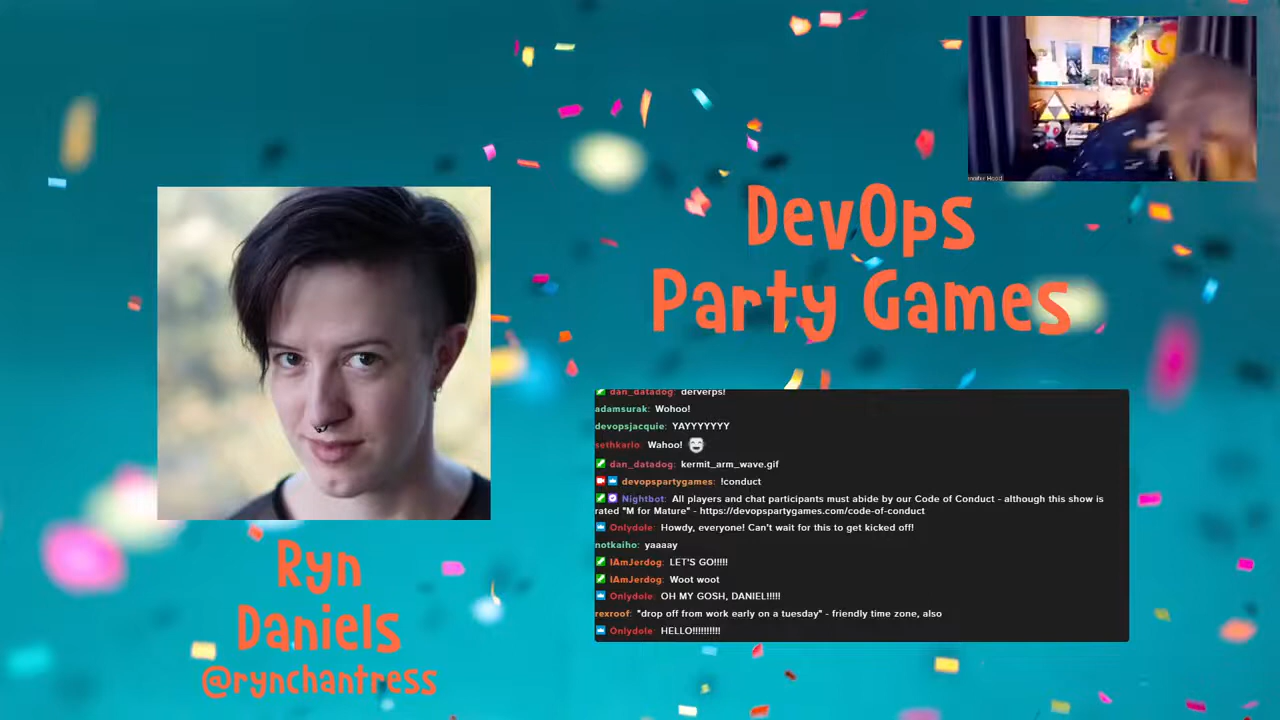 DevOps
Party Games
dan_datadog: derverps!
adamsurak: Wohoo!
devopsjacquie: YAYYYYYYY
sethkarlo: Wahoo!
dan_datadog: kermit_arm_wave.gif
devopspartygames: !conduct
Nightbot: All players and chat participants must abide by our Code of Conduct - although this show is
rated "M for Mature" - https://devopspartygames.com/code-of-conduct
Onlydole: Howdy, everyone! Can't wait for this to get kicked off!
notkaiho: yaaaay
IAmJerdog: LET'S GO!!!!!
IAmJerdog: Woot woot
Onlydole: OH MY GOSH, DANIEL!!!!!
rexroof: "drop off from work early on a tuesday" - friendly time zone, also
Onlydole: HELLO!!!!!!!!!!
Ryn
Daniels
@rynchantress